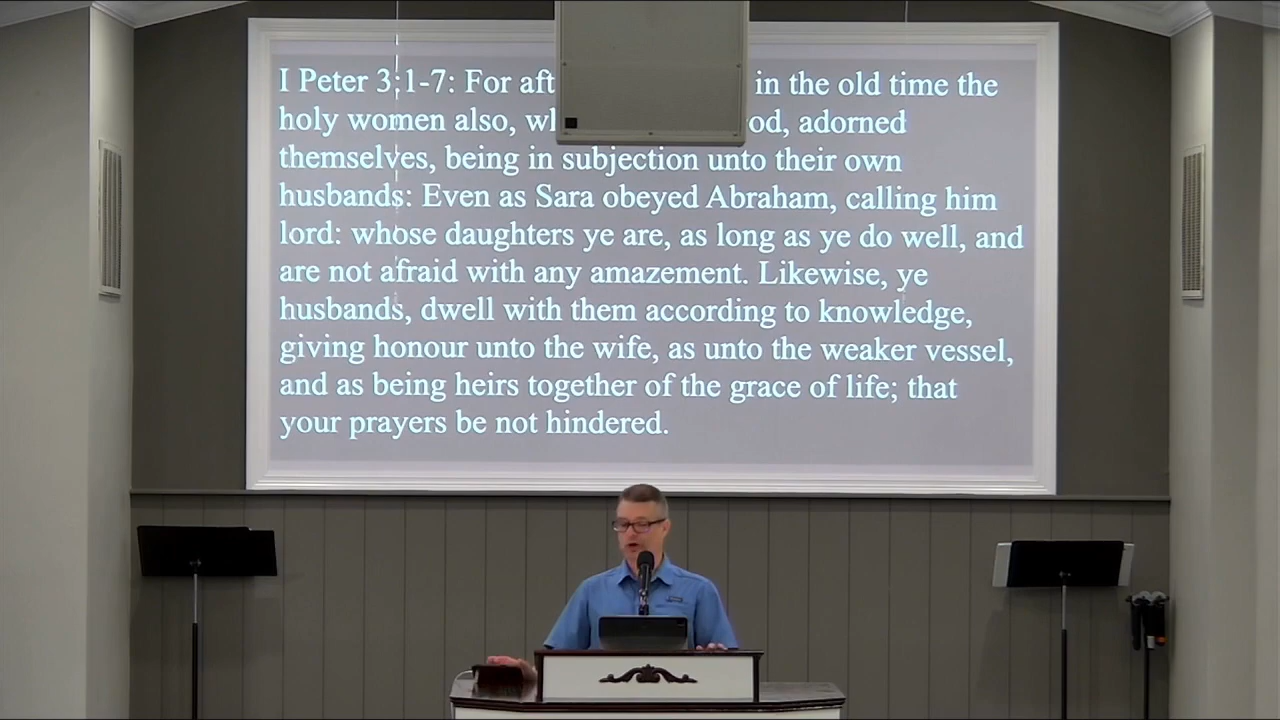 I Peter 3:1-7: For aft in the old time the
holy women also, wh od, adorned
themselves, being in subjection unto their own
husbands: Even as Sara obeyed Abraham, calling him
lord: whose daughters ye are, as long as ye do well, and
are not afraid with any amazement. Likewise, ye
husbands, dwell with them according to knowledge,
giving honour unto the wife, as unto the weaker vessel,
and as being heirs together of the grace of life; that
your prayers be not hindered.